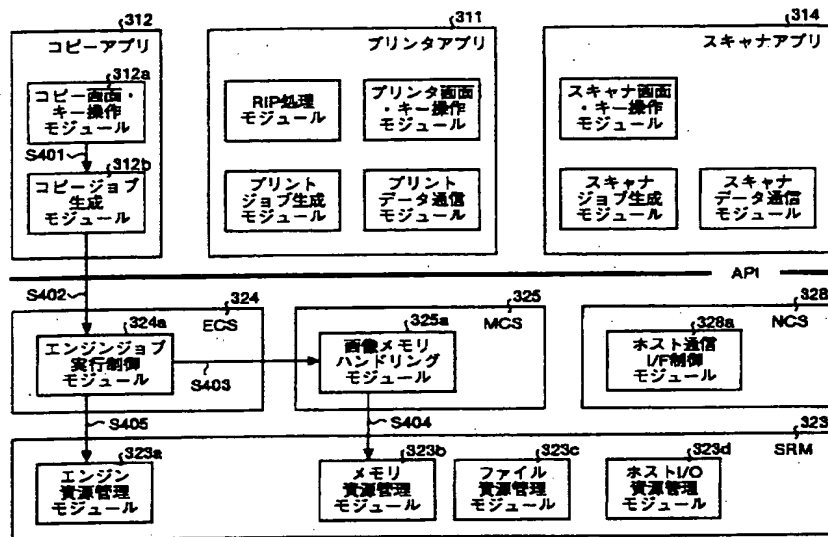 312
コピーアプリ
312a
コピー画面・
キー操作
モジュール
S401
312b
コピージョブ
生成
モジュール
311
プリンタアプリ
RIP処理
モジュール
プリンタ画面
・キー操作
モジュール
プリント
ジョブ生成
モジュール
プリント
データ通信
モジュール
314
スキャナアプリ
スキャナ画面
・キー操作
モジュール
スキャナ
ジョブ生成
モジュール
スキャナ
データ通信
モジュール
API
S402
324
ECS
324a
エンジンジョブ
実行制御
モジュール
S403
325
MCS
325a
画像メモリ
ハンドリング
モジュール
328
NCS
328a
ホスト通信
I/F制御
モジュール
S405
S404
323
SRM
323a
エンジン
資源管理
モジュール
323b
メモリ
資源管理
モジュール
323c
ファイル
資源管理
モジュール
323d
ホストI/O
資源管理
モジュール